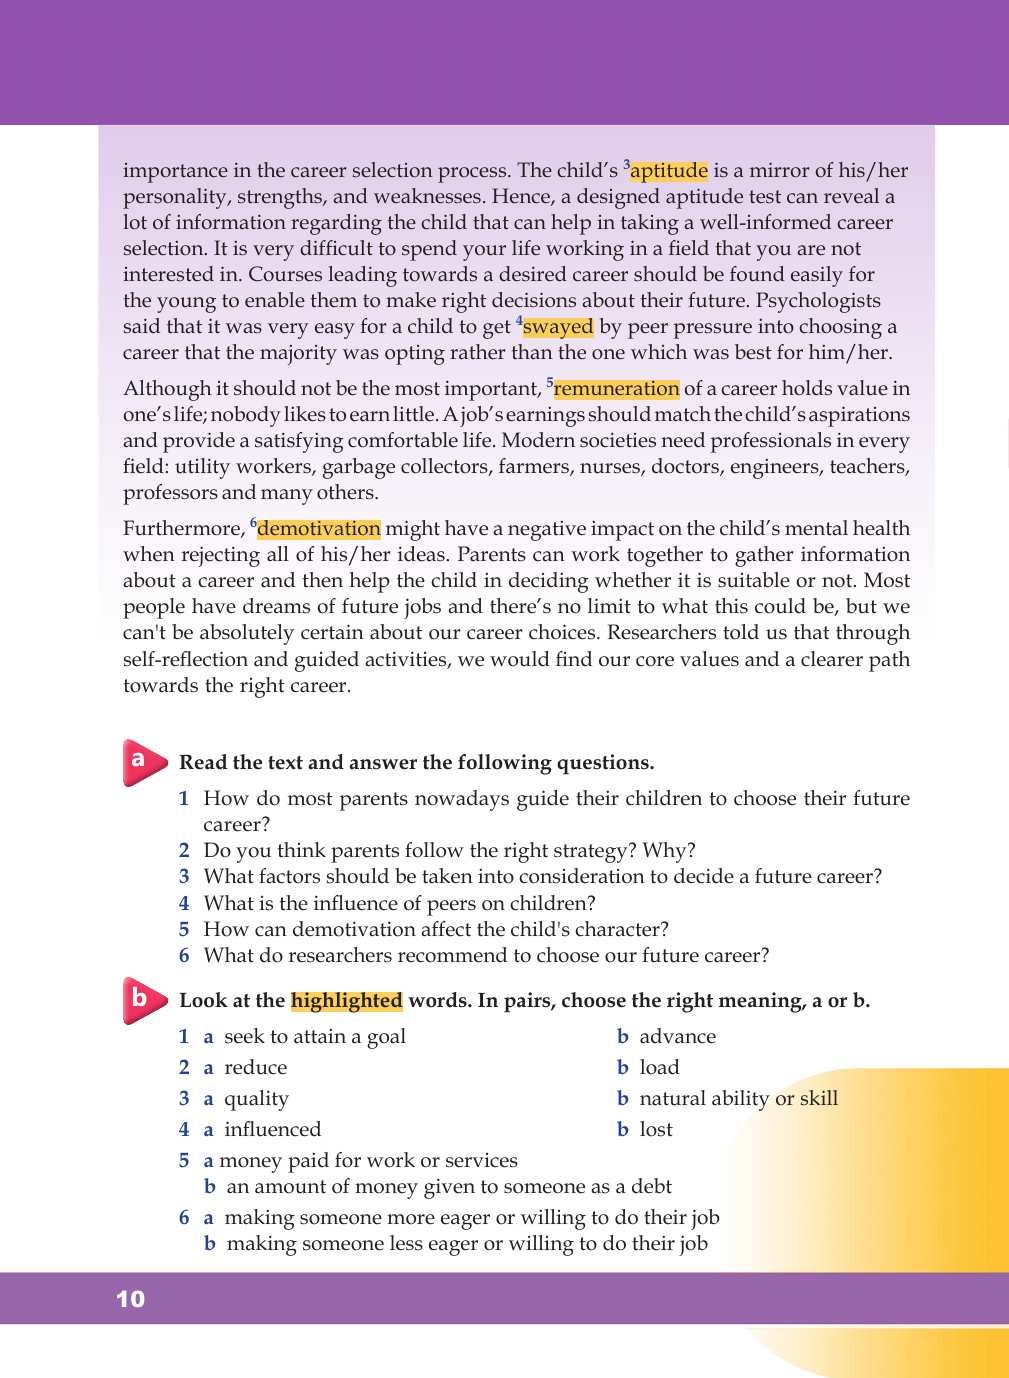 importance in the career selection process. The child’s ³aptitude is a mirror of his/her
personality, strengths, and weaknesses. Hence, a designed aptitude test can reveal a
lot of information regarding the child that can help in taking a well-informed career
selection. It is very difficult to spend your life working in a field that you are not
interested in. Courses leading towards a desired career should be found easily for
the young to enable them to make right decisions about their future. Psychologists
said that it was very easy for a child to get ⁴swayed by peer pressure into choosing a
career that the majority was opting rather than the one which was best for him/her.
Although it should not be the most important, ⁵remuneration of a career holds value in
one’s life; nobody likes to earn little. A job’s earnings should match the child’s aspirations
and provide a satisfying comfortable life. Modern societies need professionals in every
field: utility workers, garbage collectors, farmers, nurses, doctors, engineers, teachers,
professors and many others.
Furthermore, ⁶demotivation might have a negative impact on the child’s mental health
when rejecting all of his/her ideas. Parents can work together to gather information
about a career and then help the child in deciding whether it is suitable or not. Most
people have dreams of future jobs and there’s no limit to what this could be, but we
can't be absolutely certain about our career choices. Researchers told us that through
self-reflection and guided activities, we would find our core values and a clearer path
towards the right career.
a Read the text and answer the following questions.
1 How do most parents nowadays guide their children to choose their future
career?
2 Do you think parents follow the right strategy? Why?
3 What factors should be taken into consideration to decide a future career?
4 What is the influence of peers on children?
5 How can demotivation affect the child's character?
6 What do researchers recommend to choose our future career?
b Look at the highlighted words. In pairs, choose the right meaning, a or b.
1 a seek to attain a goal b advance
2 a reduce b load
3 a quality b natural ability or skill
4 a influenced b lost
5 a money paid for work or services
b an amount of money given to someone as a debt
6 a making someone more eager or willing to do their job
b making someone less eager or willing to do their job
10